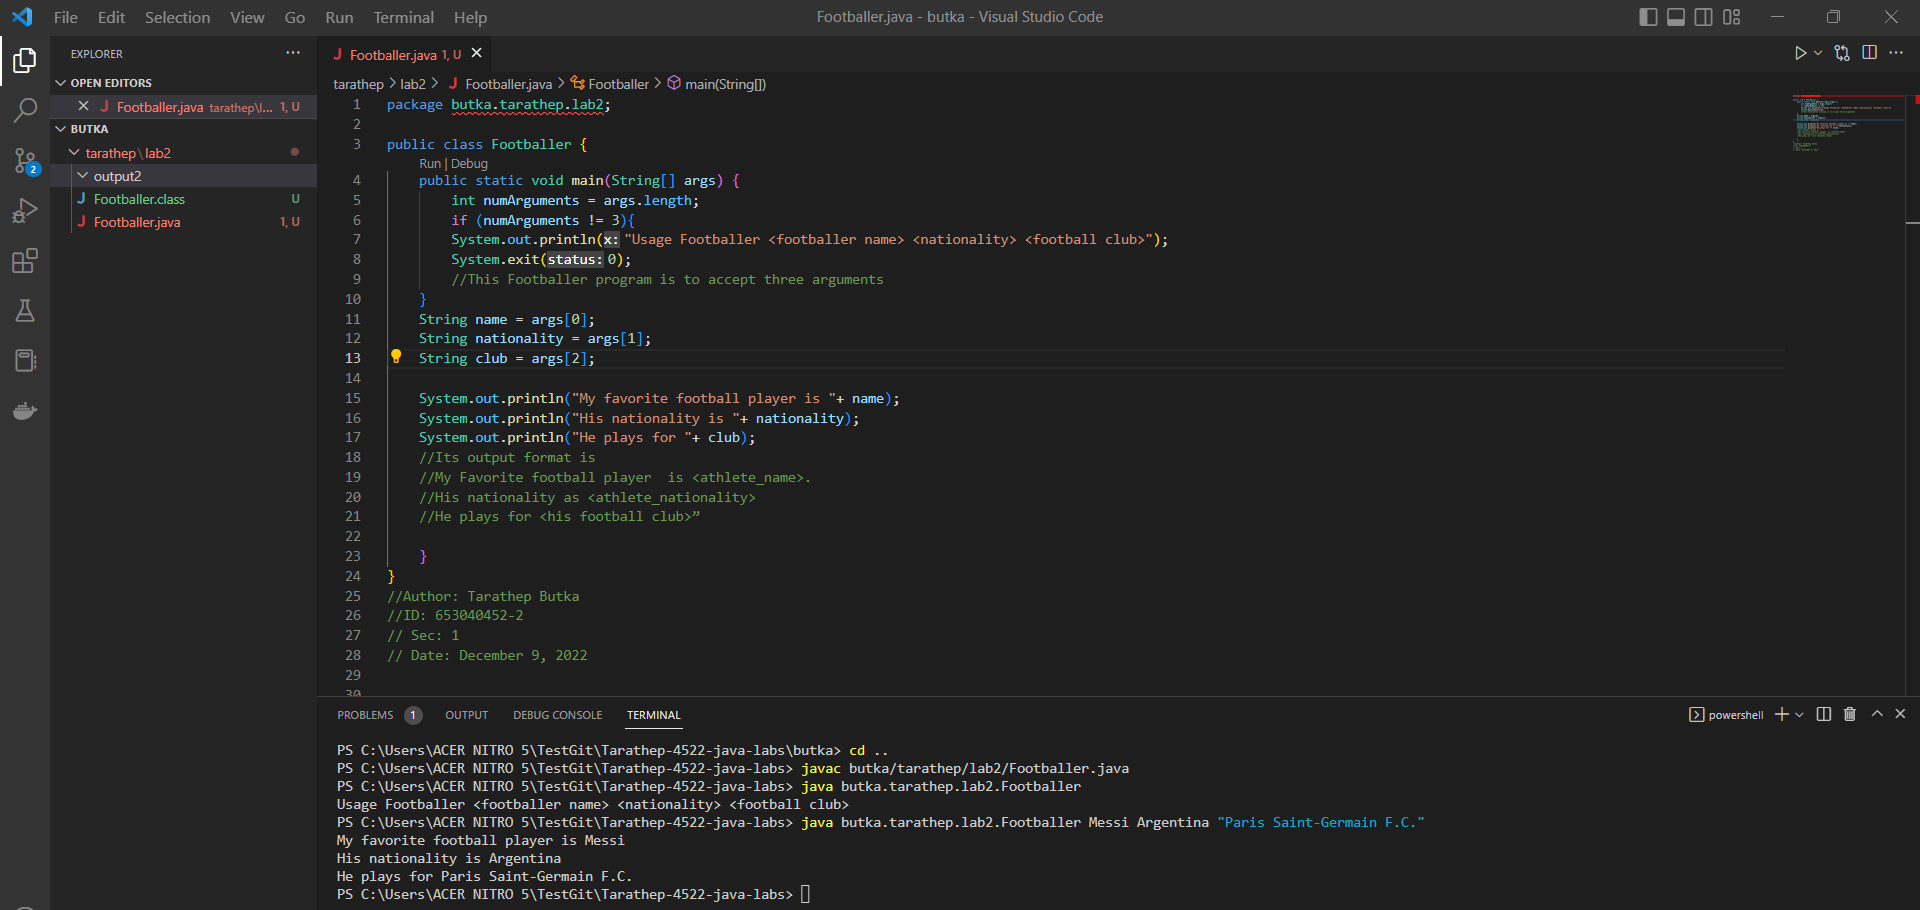 File Edit Selection View Go Run Terminal Help
Footballer.java - butka - Visual Studio Code
EXPLORER
OPEN EDITORS
Footballer.java tarathep\l... 1, U
BUTKA
tarathep\lab2
output2
Footballer.class U
Footballer.java 1, U
2
Footballer.java 1, U
tarathep > lab2 > Footballer.java > Footballer > main(String[])
1 package butka.tarathep.lab2;
2
3 public class Footballer {
Run | Debug
4 public static void main(String[] args) {
5 int numArguments = args.length;
6 if (numArguments != 3){
7 System.out.println(x: "Usage Footballer <footballer name> <nationality> <football club>");
8 System.exit(status: 0);
9 //This Footballer program is to accept three arguments
10 }
11 String name = args[0];
12 String nationality = args[1];
13 String club = args[2];
14
15 System.out.println("My favorite football player is "+ name);
16 System.out.println("His nationality is "+ nationality);
17 System.out.println("He plays for "+ club);
18 //Its output format is
19 //My Favorite football player  is <athlete_name>.
20 //His nationality as <athlete_nationality>
21 //He plays for <his football club>”
22
23 }
24 }
25 //Author: Tarathep Butka
26 //ID: 653040452-2
27 // Sec: 1
28 // Date: December 9, 2022
29
30
PROBLEMS 1 OUTPUT DEBUG CONSOLE TERMINAL
powershell
PS C:\Users\ACER NITRO 5\TestGit\Tarathep-4522-java-labs\butka> cd ..
PS C:\Users\ACER NITRO 5\TestGit\Tarathep-4522-java-labs> javac butka/tarathep/lab2/Footballer.java
PS C:\Users\ACER NITRO 5\TestGit\Tarathep-4522-java-labs> java butka.tarathep.lab2.Footballer
Usage Footballer <footballer name> <nationality> <football club>
PS C:\Users\ACER NITRO 5\TestGit\Tarathep-4522-java-labs> java butka.tarathep.lab2.Footballer Messi Argentina "Paris Saint-Germain F.C."
My favorite football player is Messi
His nationality is Argentina
He plays for Paris Saint-Germain F.C.
PS C:\Users\ACER NITRO 5\TestGit\Tarathep-4522-java-labs>